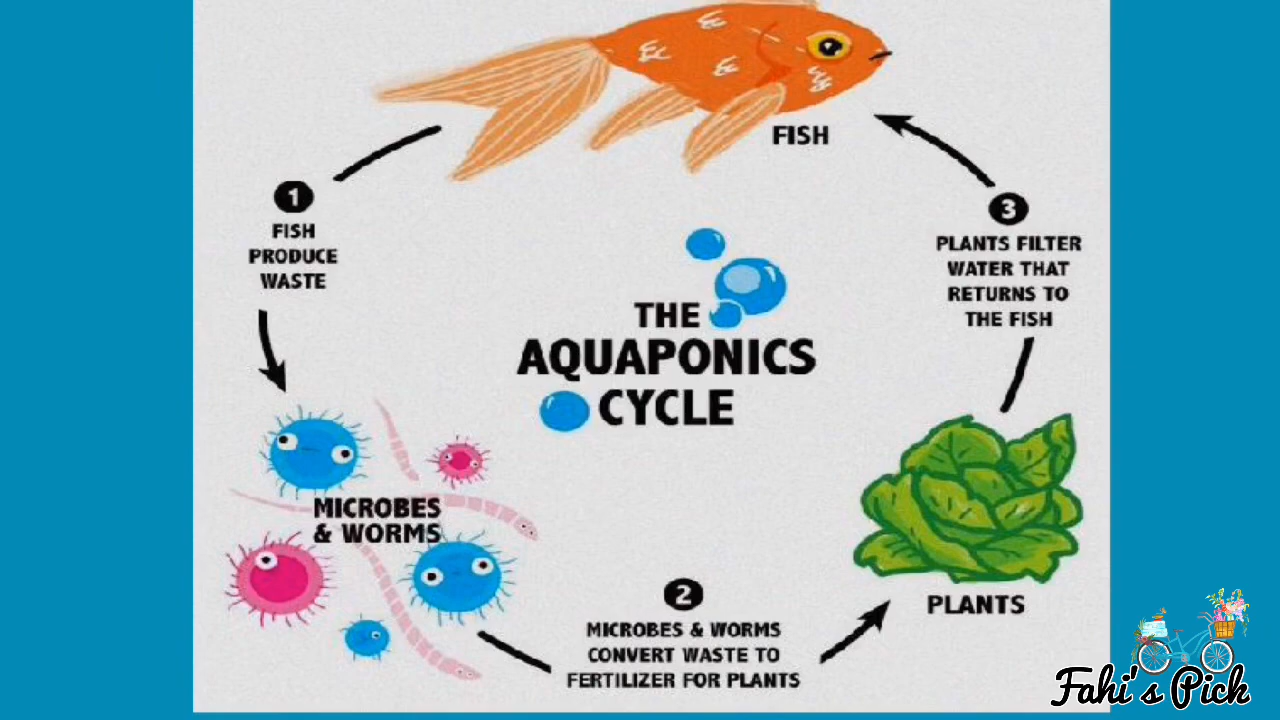 FISH
1
FISH
PRODUCE
WASTE
3
PLANTS FILTER
WATER THAT
RETURNS TO
THE FISH
THE
AQUAPONICS
CYCLE
MICROBES
& WORMS
2
MICROBES & WORMS
CONVERT WASTE TO
FERTILIZER FOR PLANTS
PLANTS
Fahi's Pick